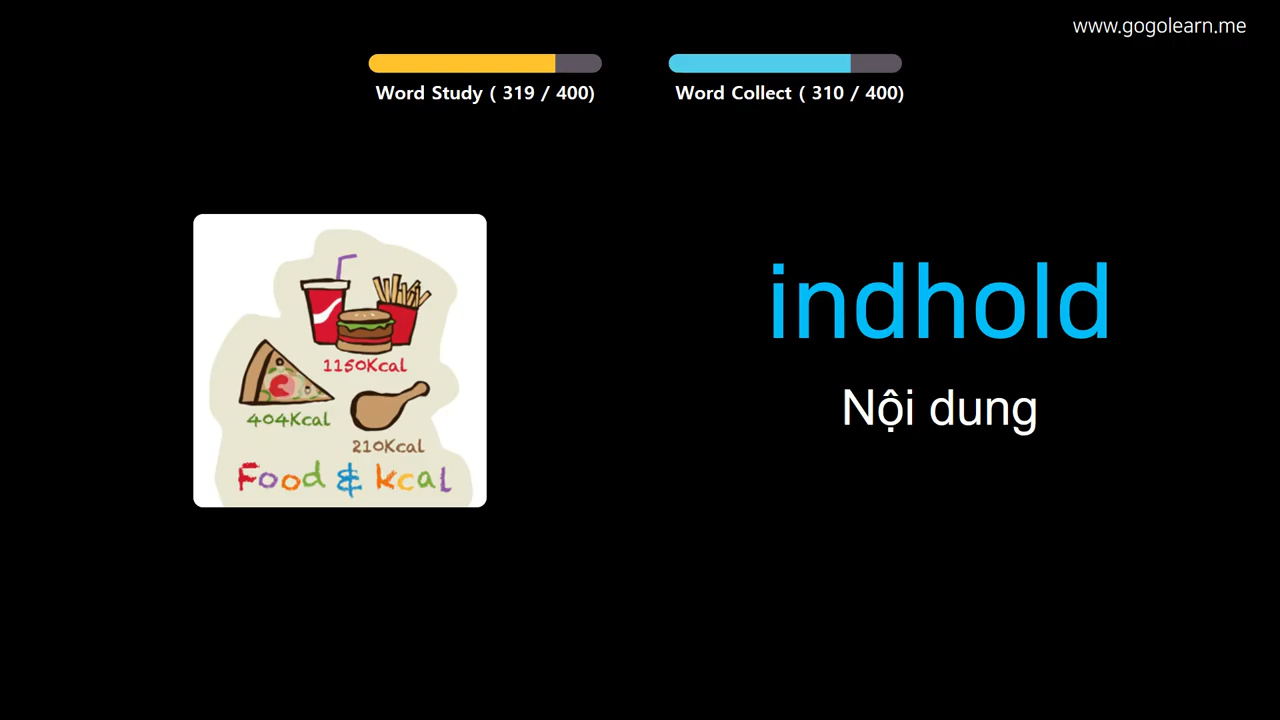 www.gogolearn.me
Word Study ( 319 / 400)
Word Collect ( 310 / 400)
1150Kcal
404Kcal
210Kcal
Food & kcal
indhold
Nội dung